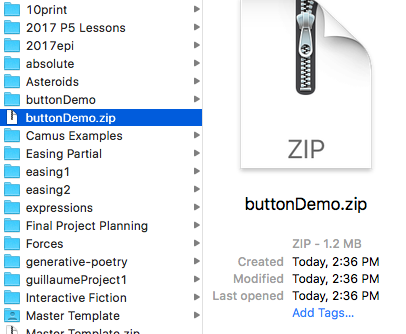 10print
2017 P5 Lessons
2017epi
absolute
Asteroids
buttonDemo
buttonDemo.zip
Camus Examples
Easing Partial
easing1
easing2
expressions
Final Project Planning
Forces
generative-poetry
guillaumeProject1
Interactive Fiction
Master Template
Master Template.zip
ZIP
buttonDemo.zip
ZIP - 1.2 MB
Created Today, 2:36 PM
Modified Today, 2:36 PM
Last opened Today, 2:36 PM
Add Tags...